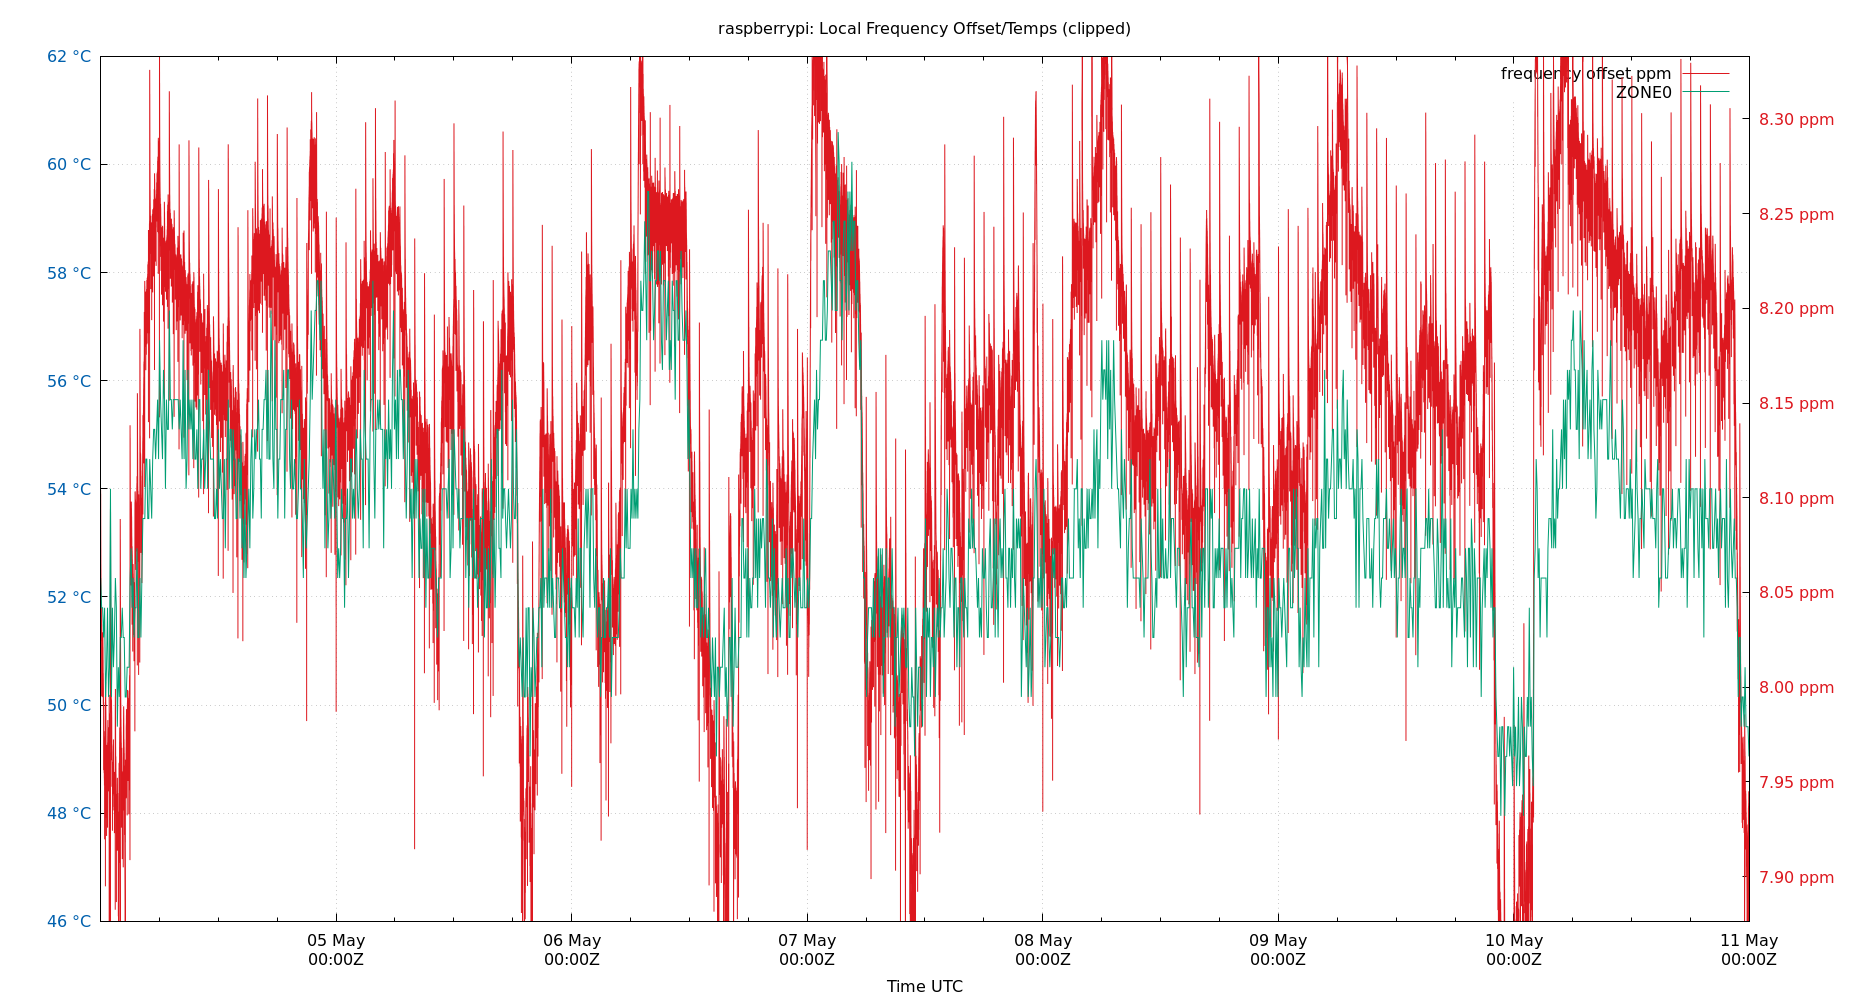 raspberrypi: Local Frequency Offset/Temps (clipped)
62 °C
60 °C
58 °C
56 °C
54 °C
52 °C
50 °C
48 °C
46 °C
frequency offset ppm
ZONE0
8.30 ppm
8.25 ppm
8.20 ppm
8.15 ppm
8.10 ppm
8.05 ppm
8.00 ppm
7.95 ppm
7.90 ppm
05 May 06 May 07 May 08 May 09 May 10 May 11 May
00:00Z 00:00Z 00:00Z 00:00Z 00:00Z 00:00Z 00:00Z
Time UTC